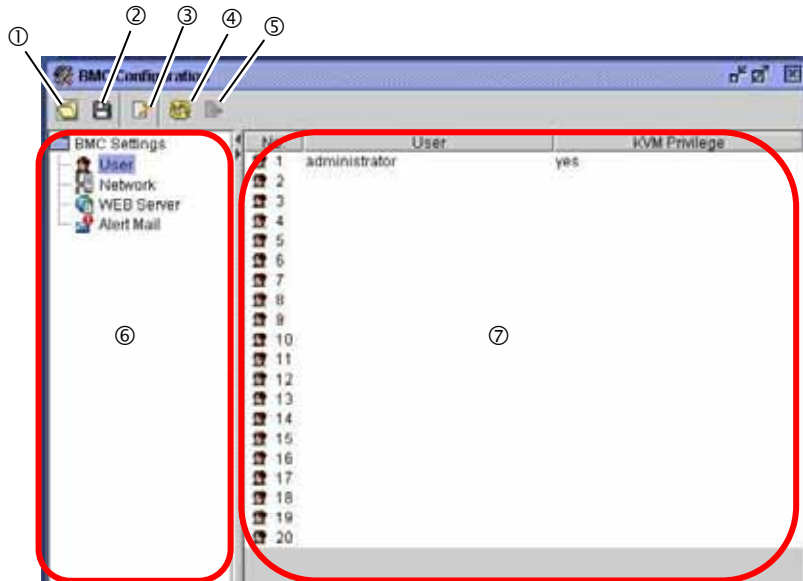 ① ② ③ ④ ⑤
BMC Configuration
BMC Settings
User
Network
WEB Server
Alert Mail
⑥
No. User KVM Privilege
1 administrator yes
2
3
4
5
6
7
8
9
10
11
12
13
14
15
16
17
18
19
20
⑦